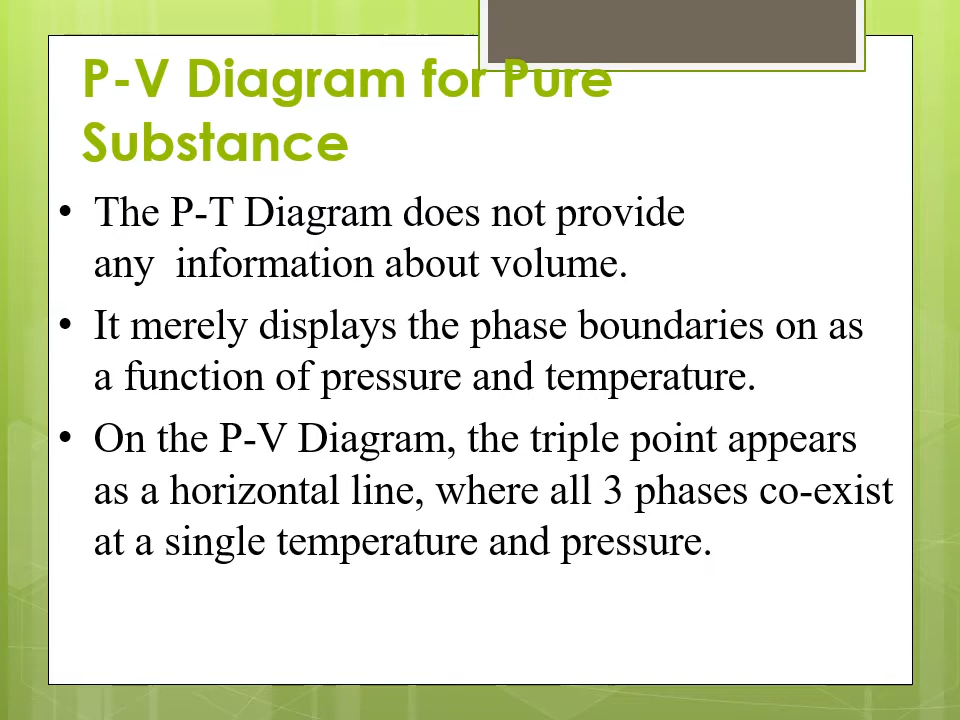 P-V Diagram for Pure
Substance
• The P-T Diagram does not provide
any  information about volume.
• It merely displays the phase boundaries on as
a function of pressure and temperature.
• On the P-V Diagram, the triple point appears
as a horizontal line, where all 3 phases co-exist
at a single temperature and pressure.